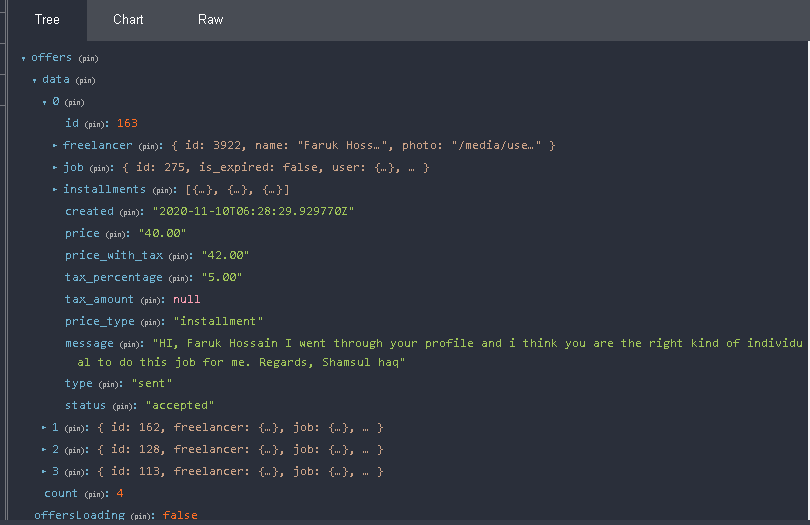 Tree Chart Raw
▾ offers (pin)
▾ data (pin)
▾ 0 (pin)
id (pin): 163
▸ freelancer (pin): { id: 3922, name: "Faruk Hoss…", photo: "/media/use…" }
▸ job (pin): { id: 275, is_expired: false, user: {…}, … }
▸ installments (pin): [{…}, {…}, {…}]
created (pin): "2020-11-10T06:28:29.929770Z"
price (pin): "40.00"
price_with_tax (pin): "42.00"
tax_percentage (pin): "5.00"
tax_amount (pin): null
price_type (pin): "installment"
message (pin): "HI, Faruk Hossain I went through your profile and i think you are the right kind of individu
al to do this job for me. Regards, Shamsul haq"
type (pin): "sent"
status (pin): "accepted"
▸ 1 (pin): { id: 162, freelancer: {…}, job: {…}, … }
▸ 2 (pin): { id: 128, freelancer: {…}, job: {…}, … }
▸ 3 (pin): { id: 113, freelancer: {…}, job: {…}, … }
count (pin): 4
offersLoading (pin): false